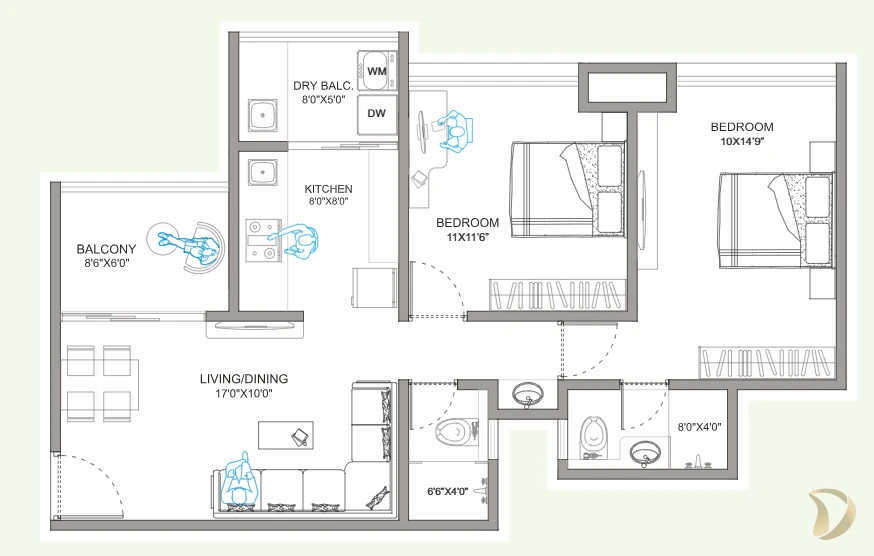 DRY BALC.
8'0"X5'0"
WM
DW
KITCHEN
8'0"X8'0"
BALCONY
8'6"X6'0"
BEDROOM
11X11'6"
BEDROOM
10X14'9"
LIVING/DINING
17'0"X10'0"
6'6"X4'0"
8'0"X4'0"